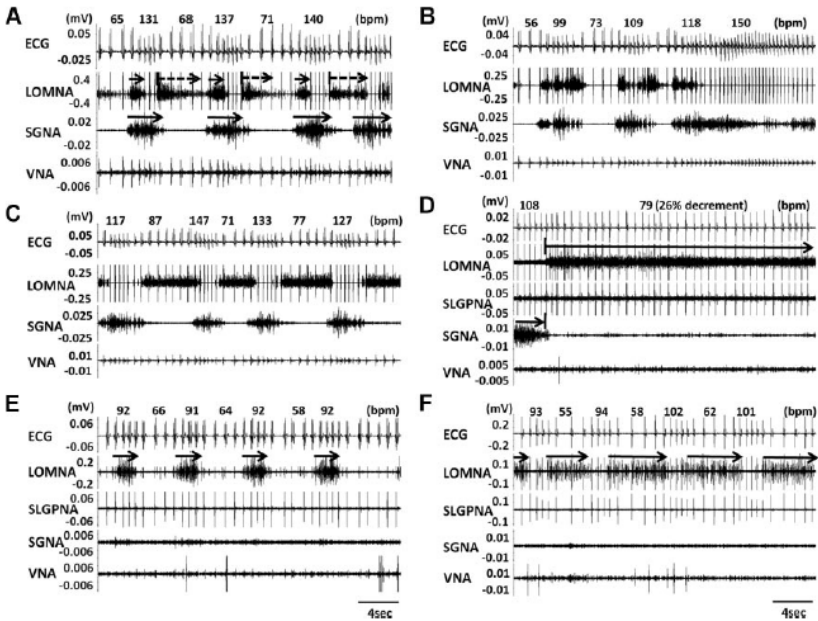 A
(mV) 65 131 68 137 71 140 (bpm)
ECG 0.05 -0.025
LOMNA 0.4 -0.4
SGNA 0.02 -0.02
VNA 0.006 -0.006
B
(mV) 56 99 73 109 118 150 (bpm)
ECG 0.04 -0.04
LOMNA 0.25 -0.25
SGNA 0.025 -0.025
VNA 0.01 -0.01
C
(mV) 117 87 147 71 133 77 127 (bpm)
ECG 0.05 -0.05
LOMNA 0.25 -0.25
SGNA 0.025 -0.025
VNA 0.01 -0.01
D
(mV) 108 79 (26% decrement) (bpm)
ECG 0.02 -0.02
LOMNA 0.05 -0.05
SLGPNA 0.05 -0.05
SGNA 0.01 -0.01
VNA 0.005 -0.005
E
(mV) 92 66 91 64 92 58 92 (bpm)
ECG 0.06 -0.06
LOMNA 0.2 -0.2
SLGPNA 0.06 -0.06
SGNA 0.006 -0.006
VNA 0.006 -0.006
4sec
F
(mV) 93 55 94 58 102 62 101 (bpm)
ECG 0.2 -0.2
LOMNA 0.1 -0.1
SLGPNA 0.1 -0.1
SGNA 0.01 -0.01
VNA 0.01 -0.01
4sec